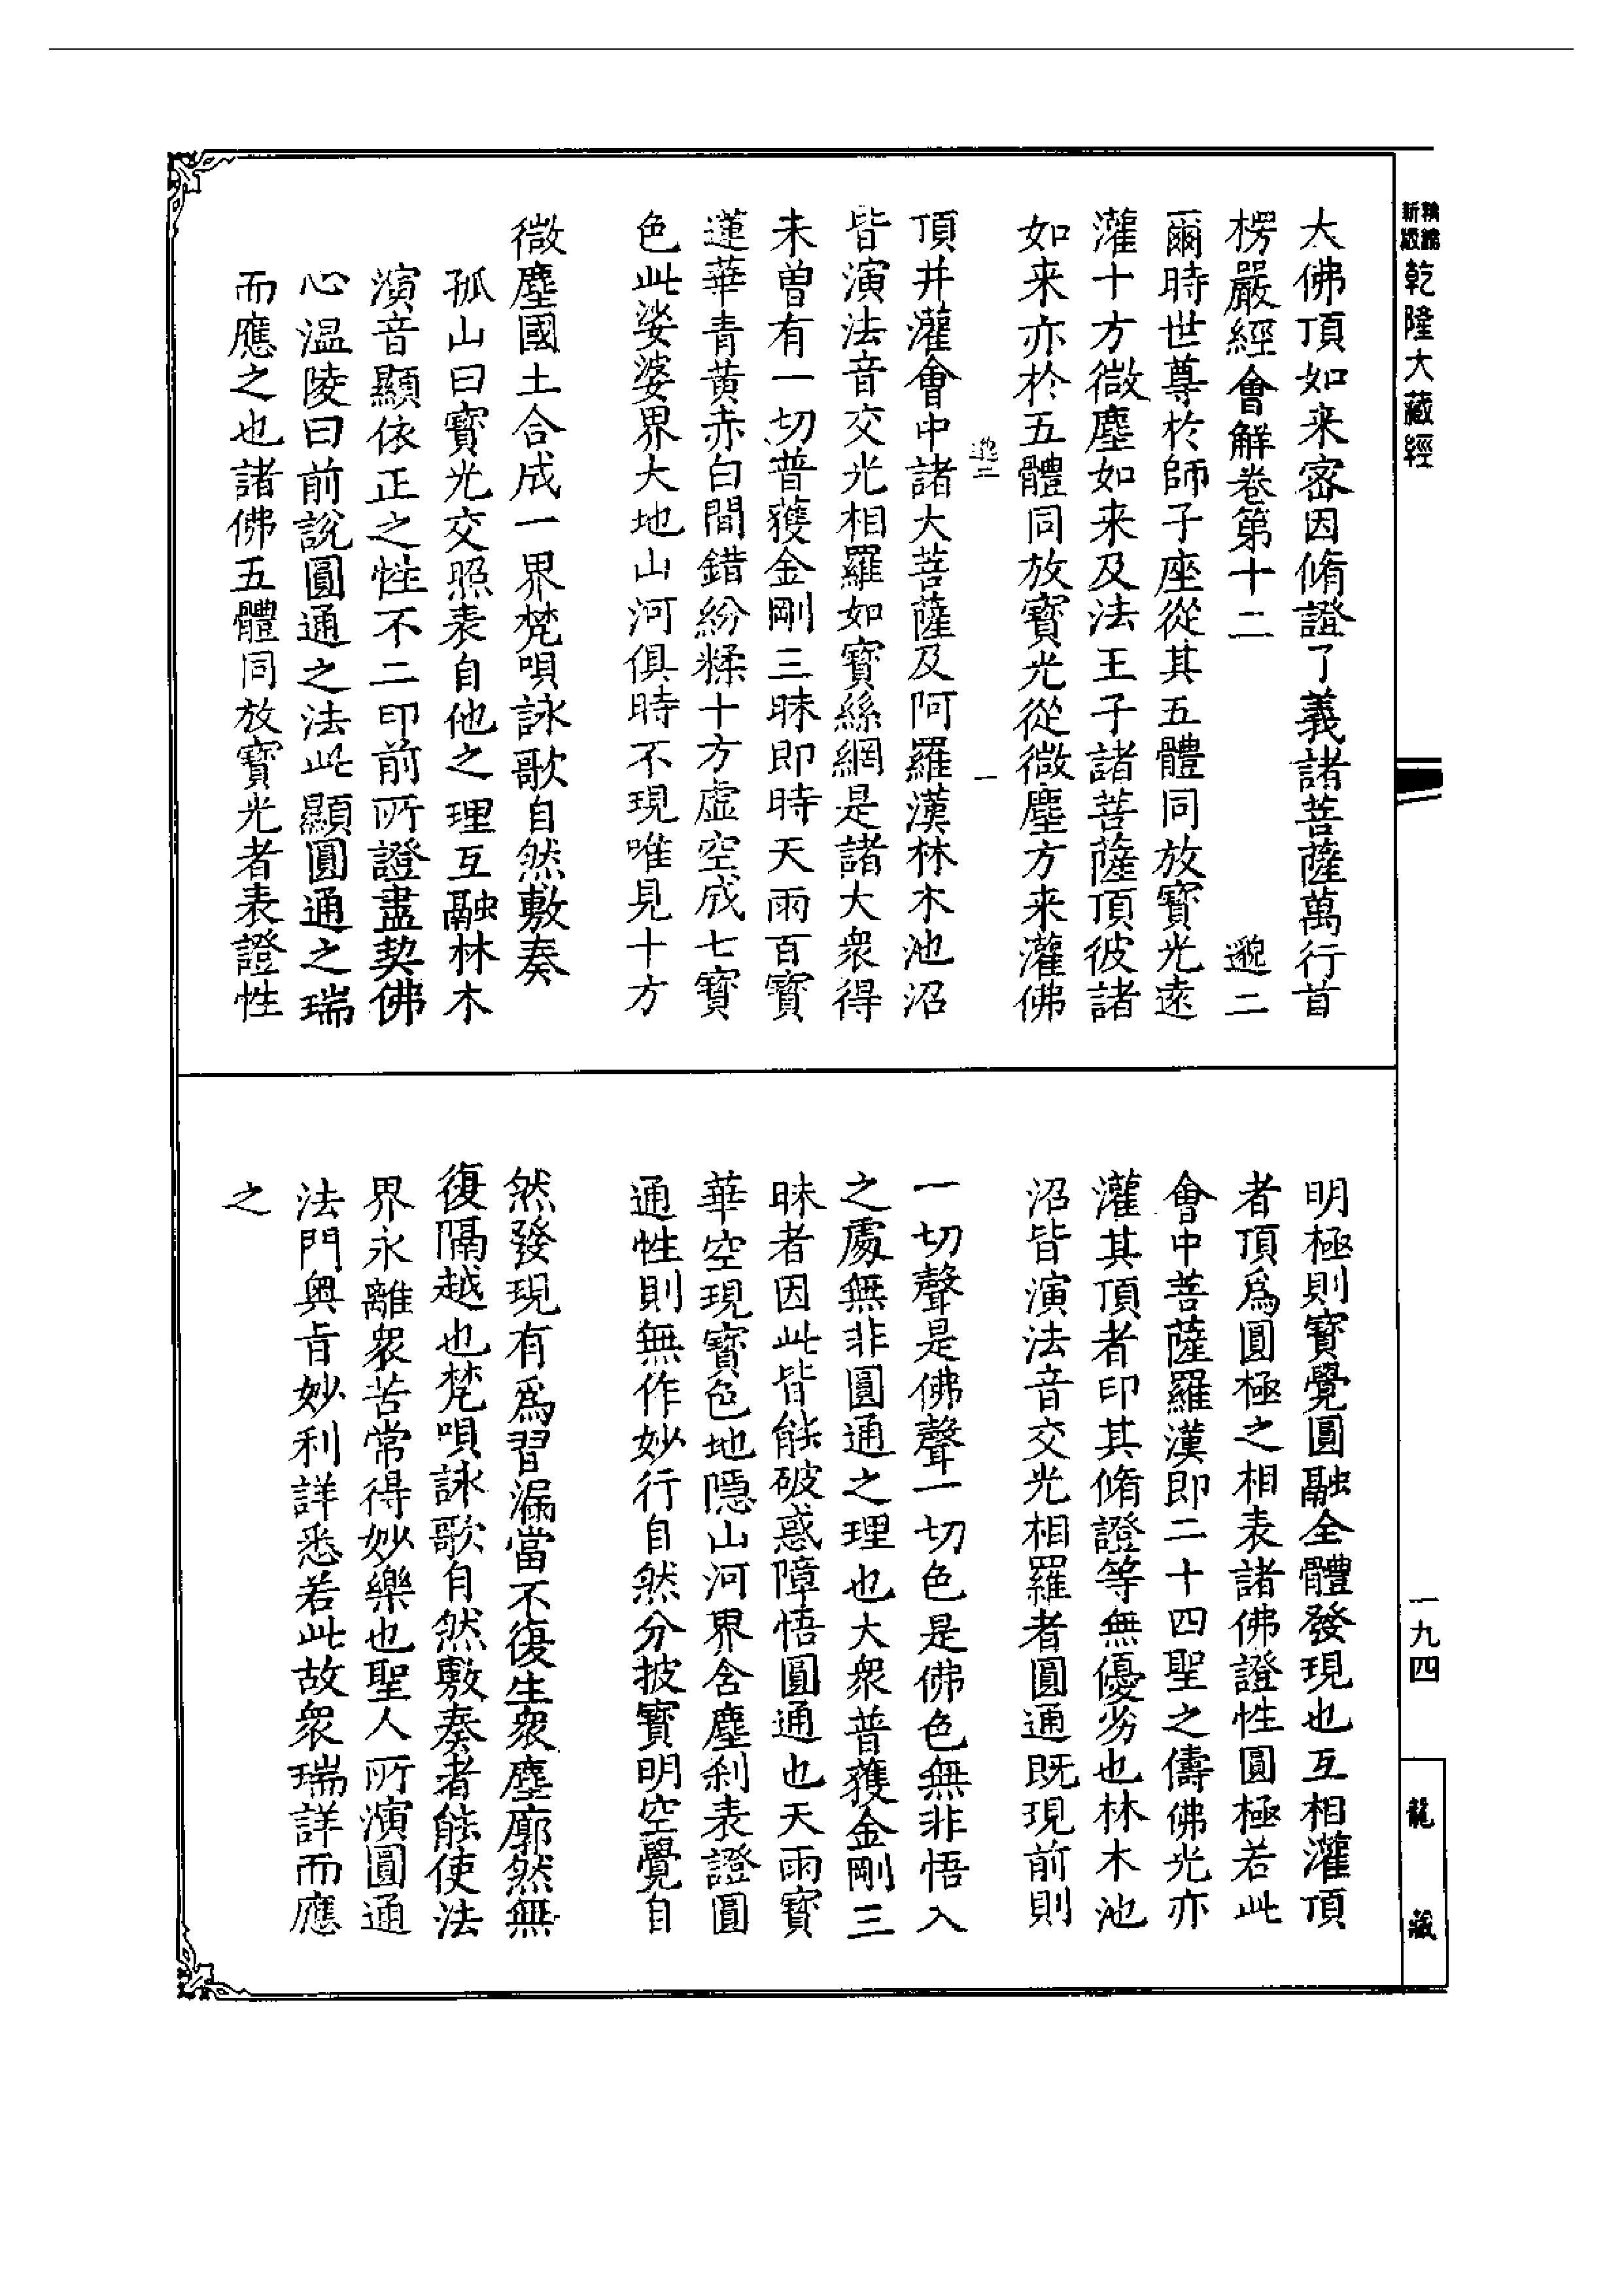 精縮
新版
乾隆大藏經
大佛頂如来密因脩證了義諸菩薩萬行首
楞嚴經會解卷第十二 邈二
爾時世尊於師子座從其五體同放寶光遠
灌十方微塵如来及法王子諸菩薩頂彼諸
如来亦於五體同放寶光從微塵方来灌佛
邈二 一
頂并灌會中諸大菩薩及阿羅漢林木池沼
皆演法音交光相羅如寶絲網是諸大衆得
未曾有一切普獲金剛三昧即時天雨百寶
蓮華青黄赤白間錯紛糅十方虚空成七寶
色此娑婆界大地山河俱時不現唯見十方
微塵國土合成一界梵唄詠歌自然敷奏
孤山曰寶光交照表自他之理互融林木
演音顯依正之性不二印前所證盡契佛
心温陵曰前說圓通之法此顯圓通之瑞
而應之也諸佛五體同放寶光者表證性
明極則寶覺圓融全體發現也互相灌頂
者頂爲圓極之相表諸佛證性圓極若此
會中菩薩羅漢即二十四聖之儔佛光亦
灌其頂者印其脩證等無優劣也林木池
沼皆演法音交光相羅者圓通既現前則
一切聲是佛聲一切色是佛色無非悟入
之處無非圓通之理也大衆普獲金剛三
昧者因此皆能破惑障悟圓通也天雨寶
華空現寶色地隱山河界含塵刹表證圓
通性則無作妙行自然分披寶明空覺自
然發現有爲習漏當不復生衆塵廓然無
復隔越也梵唄詠歌自然敷奏者能使法
界永離衆苦常得妙樂也聖人所演圓通
法門奥旨妙利詳悉若此故衆瑞詳而應
之
一九四
龍藏